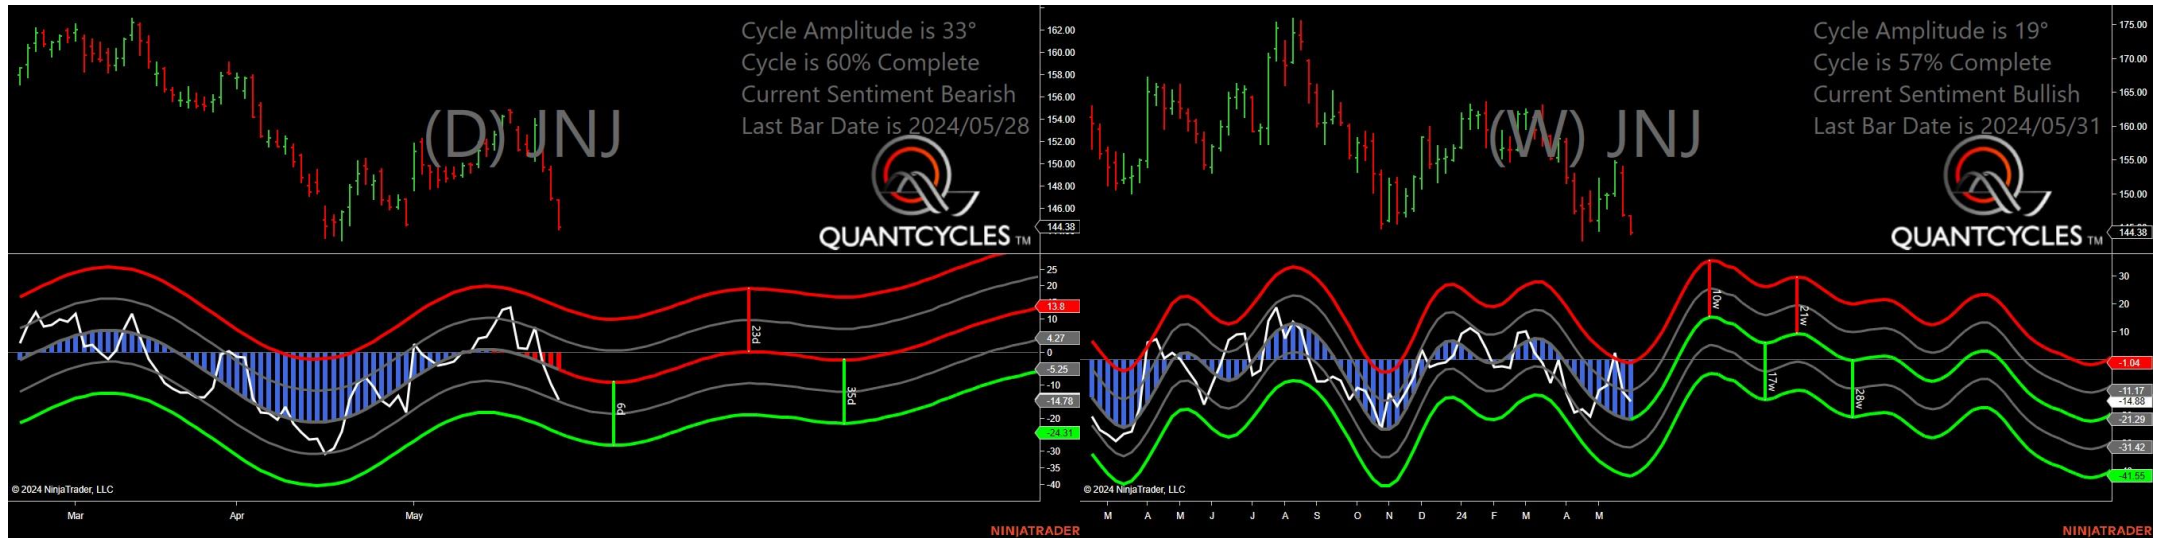 Cycle Amplitude is 33°
Cycle is 60% Complete
Current Sentiment Bearish
Last Bar Date is 2024/05/28
(D) JNJ
QUANTCYCLES TM
162.00
160.00
158.00
156.00
154.00
152.00
150.00
148.00
146.00
144.38
25
20
13.8
10
4.27
0
-5.25
-10
-14.78
-20
-24.31
-30
-35
-40
6d
23d
35d
© 2024 NinjaTrader, LLC
Mar Apr May
NINJATRADER
Cycle Amplitude is 19°
Cycle is 57% Complete
Current Sentiment Bullish
Last Bar Date is 2024/05/31
(W) JNJ
QUANTCYCLES TM
175.00
170.00
165.00
160.00
155.00
150.00
144.38
30
20
10
-1.04
-11.17
-14.88
-21.29
-31.42
-41.55
10w
17w
21w
28w
© 2024 NinjaTrader, LLC
M A M J J A S O N D 24 F M A M
NINJATRADER